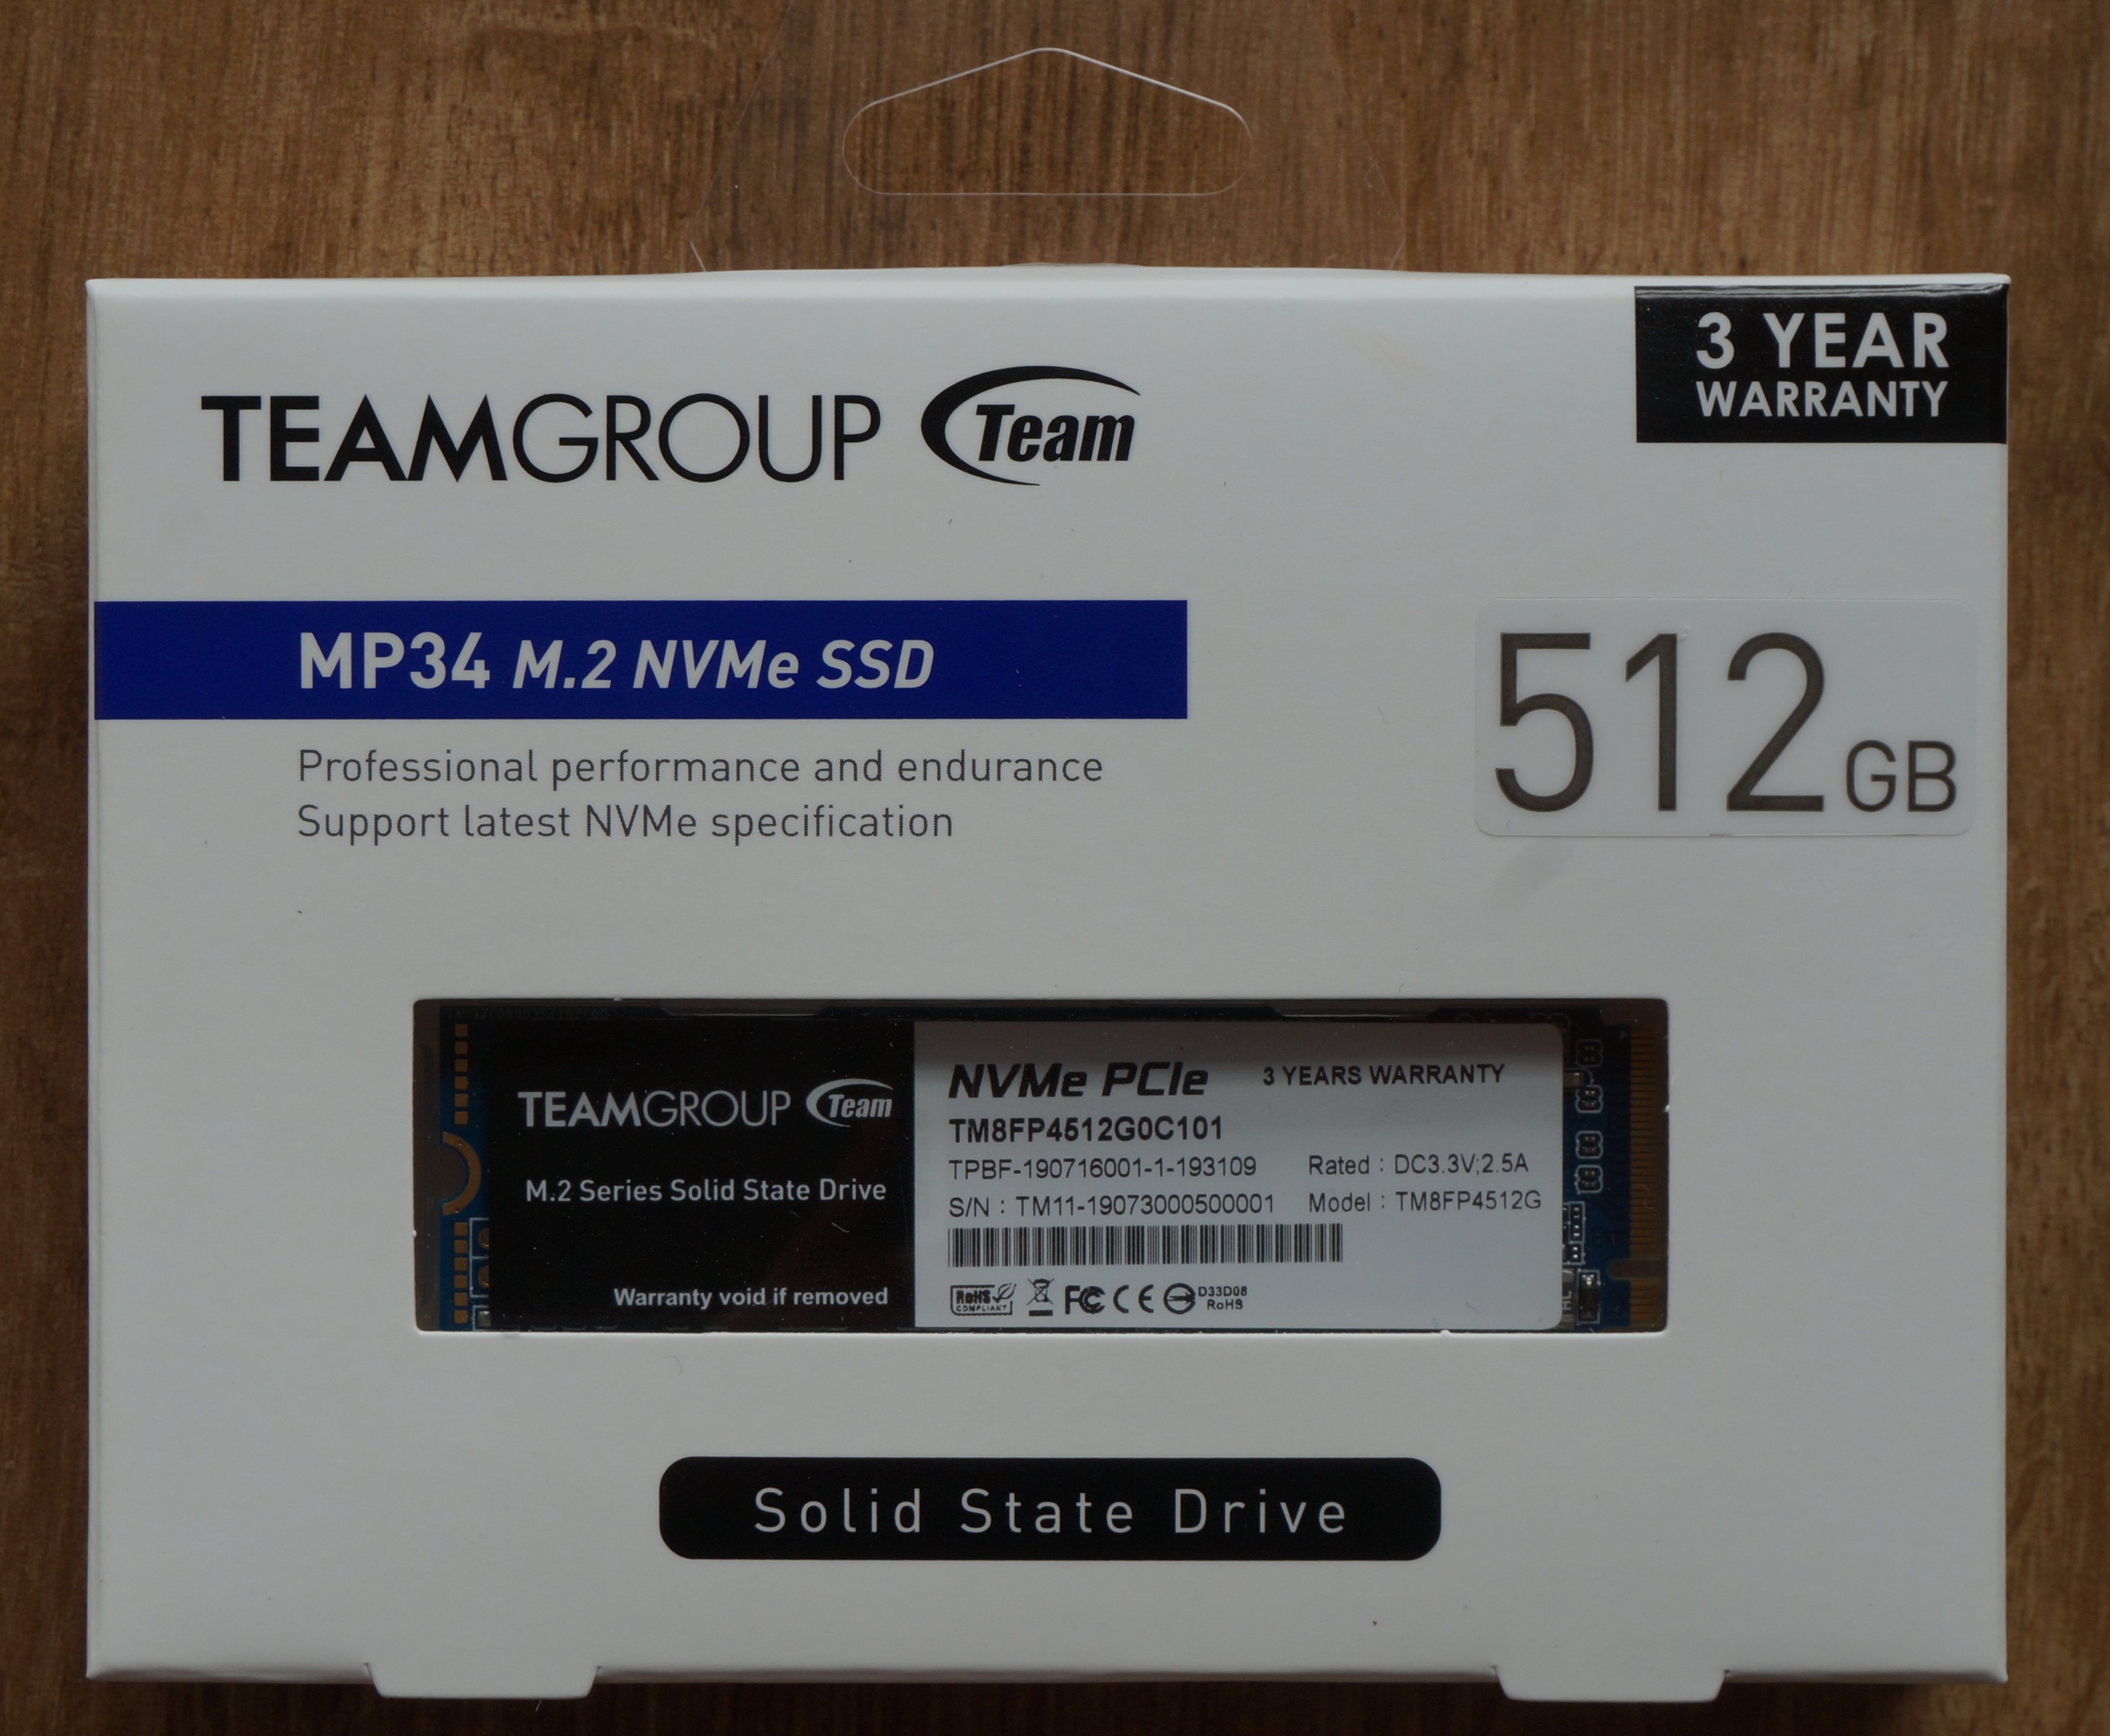 3 YEAR
WARRANTY
TEAMGROUP Team
MP34 M.2 NVMe SSD
512GB
Professional performance and endurance
Support latest NVMe specification
TEAMGROUP Team
M.2 Series Solid State Drive
Warranty void if removed
NVMe PCIe 3 YEARS WARRANTY
TM8FP4512G0C101
TPBF-190716001-1-193109 Rated : DC3.3V;2.5A
S/N : TM11-19073000500001 Model : TM8FP4512G
RoHS
COMPLIANT
FC CE
D33D08
RoHS
Solid State Drive